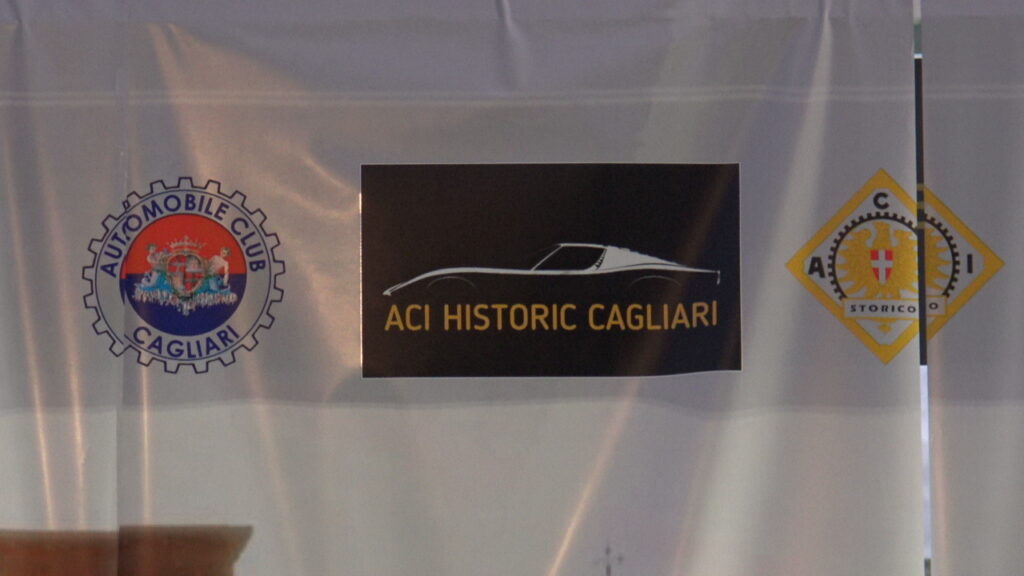 AUTOMOBILE CLUB
CAGLIARI
ACI HISTORIC CAGLIARI
A C I
STORICO